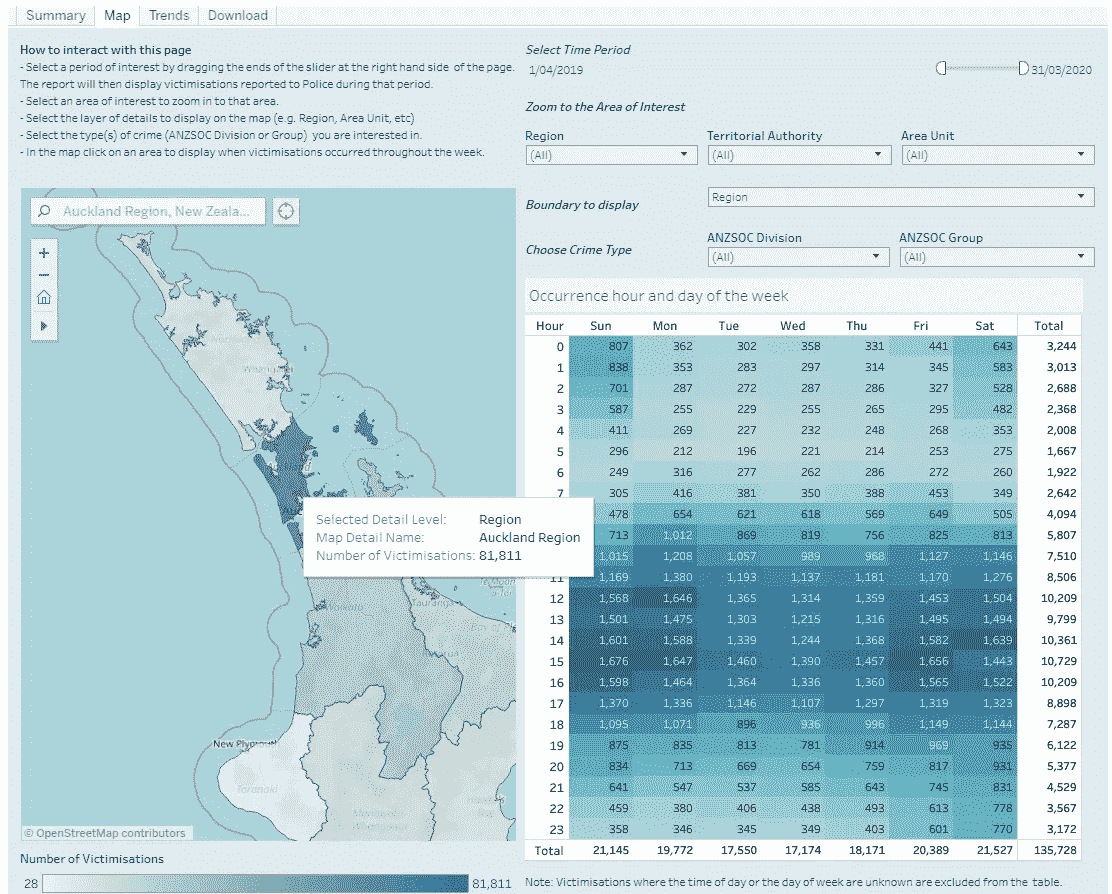 Summary Map Trends Download
How to interact with this page
- Select a period of interest by dragging the ends of the slider at the right hand side of the page.
The report will then display victimisations reported to Police during that period.
- Select an area of interest to zoom in to that area.
- Select the layer of details to display on the map (e.g. Region, Area Unit, etc)
- Select the type(s) of crime (ANZSOC Division or Group) you are interested in.
- In the map click on an area to display when victimisations occurred throughout the week.
Select Time Period
1/04/2019 31/03/2020
Zoom to the Area of Interest
Region Territorial Authority Area Unit
(All) (All) (All)
Boundary to display Region
Choose Crime Type
ANZSOC Division ANZSOC Group
(All) (All)
Auckland Region, New Zeala...
Whangarei
Selected Detail Level: Region
Map Detail Name: Auckland Region
Number of Victimisations: 81,811
Waikato
Tauranga
New Plymouth
Taranaki
© OpenStreetMap contributors
Number of Victimisations
28 81,811
Occurrence hour and day of the week
Hour Sun Mon Tue Wed Thu Fri Sat Total
0 807 362 302 358 331 441 643 3,244
1 838 353 283 297 314 345 583 3,013
2 701 287 272 287 286 327 528 2,688
3 587 255 229 255 265 295 482 2,368
4 411 269 227 232 248 268 353 2,008
5 296 212 196 221 214 253 275 1,667
6 249 316 277 262 286 272 260 1,922
7 305 416 381 350 388 453 349 2,642
478 654 621 618 569 649 505 4,094
713 1,012 869 819 756 825 813 5,807
1,015 1,208 1,057 989 968 1,127 1,146 7,510
11 1,169 1,380 1,193 1,137 1,181 1,170 1,276 8,506
12 1,568 1,646 1,365 1,314 1,359 1,453 1,504 10,209
13 1,501 1,475 1,303 1,215 1,316 1,495 1,494 9,799
14 1,601 1,588 1,339 1,244 1,368 1,582 1,639 10,361
15 1,676 1,647 1,460 1,390 1,457 1,656 1,443 10,729
16 1,598 1,464 1,364 1,336 1,360 1,565 1,522 10,209
17 1,370 1,336 1,146 1,107 1,297 1,319 1,323 8,898
18 1,095 1,071 896 936 996 1,149 1,144 7,287
19 875 835 813 781 914 969 935 6,122
20 834 713 669 654 759 817 931 5,377
21 641 547 537 585 643 745 831 4,529
22 459 380 406 438 493 613 778 3,567
23 358 346 345 349 403 601 770 3,172
Total 21,145 19,772 17,550 17,174 18,171 20,389 21,527 135,728
Note: Victimisations where the time of day or the day of week are unknown are excluded from the table.